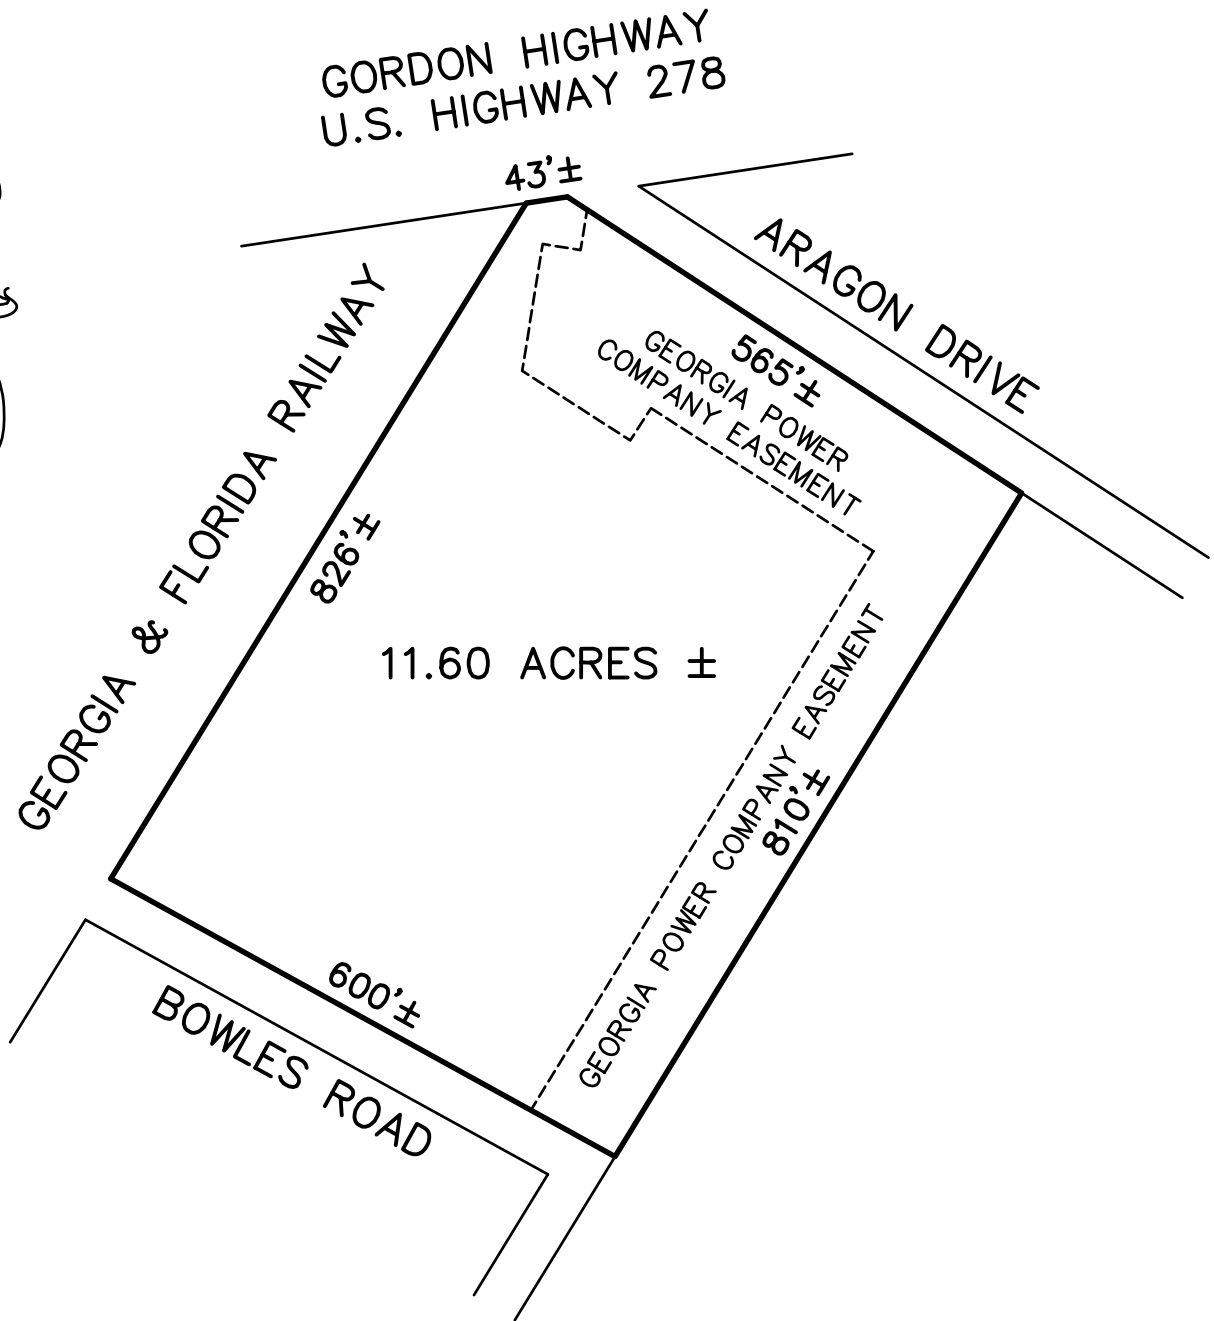 GORDON HIGHWAY
U.S. HIGHWAY 278
43'±
ARAGON DRIVE
565'±
GEORGIA POWER
COMPANY EASEMENT
GEORGIA & FLORIDA RAILWAY
826'±
11.60 ACRES ±
GEORGIA POWER COMPANY EASEMENT
810'±
600'±
BOWLES ROAD